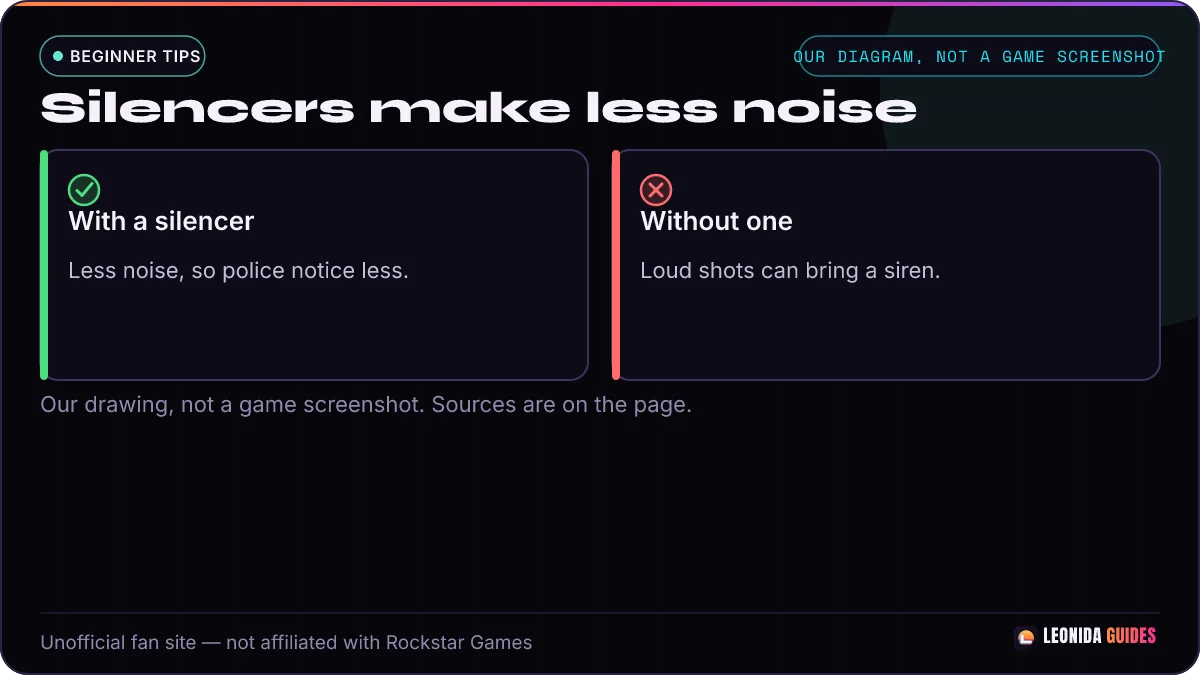 BEGINNER TIPS
OUR DIAGRAM, NOT A GAME SCREENSHOT
Silencers make less noise
With a silencer
Less noise, so police notice less.
Without one
Loud shots can bring a siren.
Our drawing, not a game screenshot. Sources are on the page.
Unofficial fan site — not affiliated with Rockstar Games
LEONIDA GUIDES